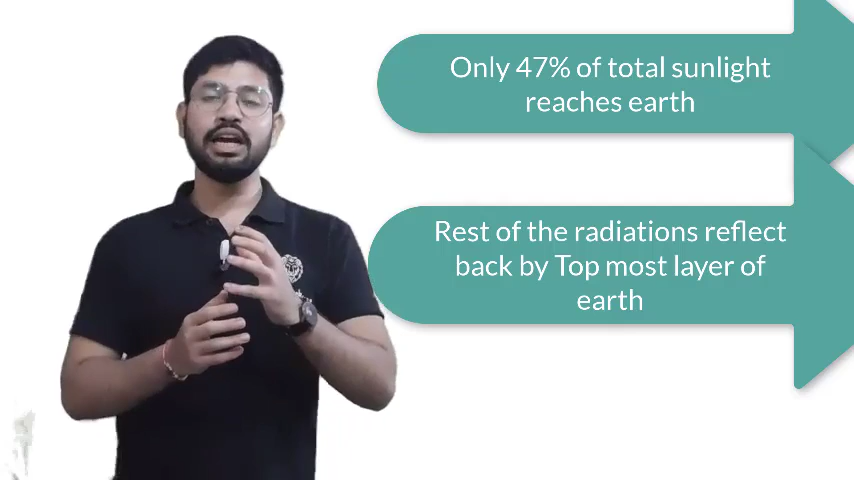 Only 47% of total sunlight
reaches earth
Rest of the radiations reflect
back by Top most layer of
earth